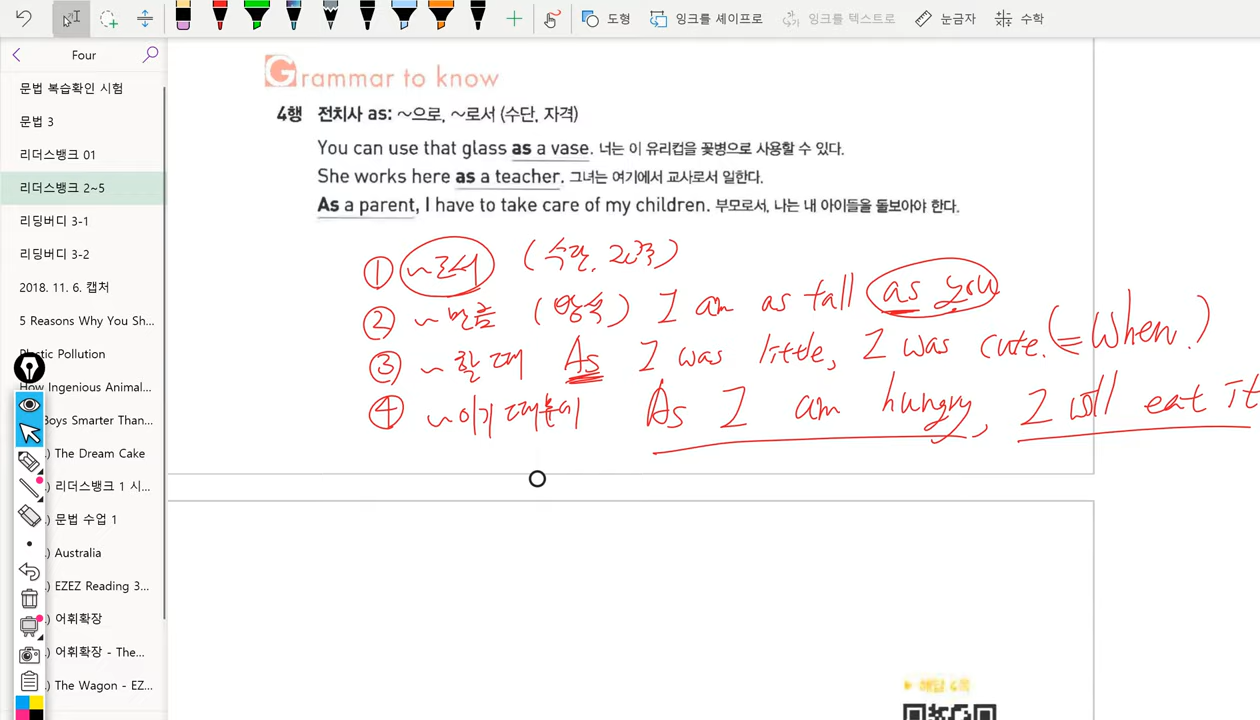 도형 잉크를 셰이프로 잉크를 텍스트로 눈금자 수학
Four
문법 복습확인 시험
문법 3
리더스뱅크 01
리더스뱅크 2~5
리딩버디 3-1
리딩버디 3-2
2018. 11. 6. 캡처
5 Reasons Why You Sh...
Plastic Pollution
How Ingenious Animal...
Boys Smarter Than...
.) The Dream Cake
.) 리더스뱅크 1 시...
.) 문법 수업 1
.) Australia
.) EZEZ Reading 3...
.) 어휘확장
.) 어휘확장 - The...
.) The Wagon - EZ...
Grammar to know
4행 전치사 as: ~으로, ~로서 (수단, 자격)
You can use that glass as a vase. 너는 이 유리컵을 꽃병으로 사용할 수 있다.
She works here as a teacher. 그녀는 여기에서 교사로서 일한다.
As a parent, I have to take care of my children. 부모로서, 나는 내 아이들을 돌보아야 한다.
① ~로서 (수단,
② ~만큼 I am as tall as you
③ ~할 때 As I was little, I was cute. (= When.)
④ ~이기 때문에 As I am hungry, I will eat it
▶ 해답 6쪽